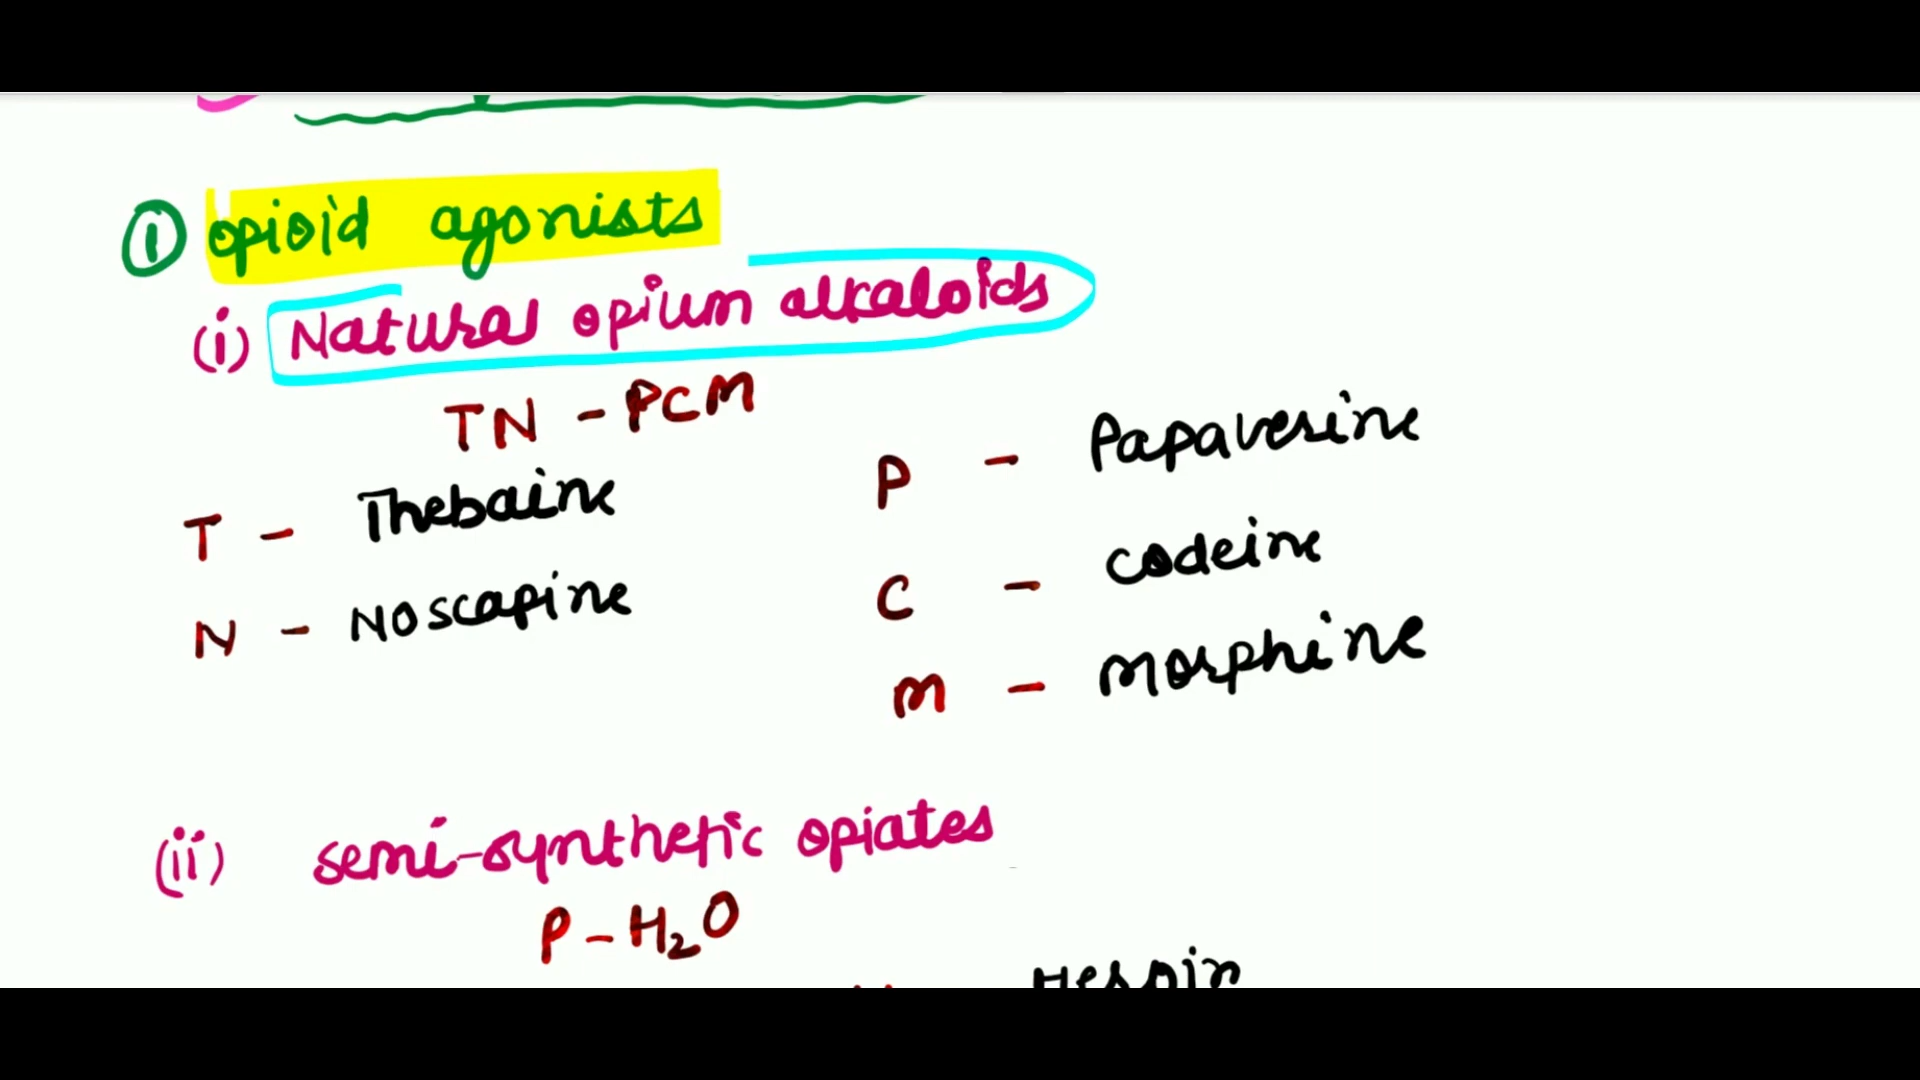 ① opioid agonists
(i) Natural opium alkaloids
TN - PCM
T - Thebaine
N - Noscapine
P - Papaverine
C - codeine
M - morphine
(ii) semi-synthetic opiates
P - H₂O
Heroin